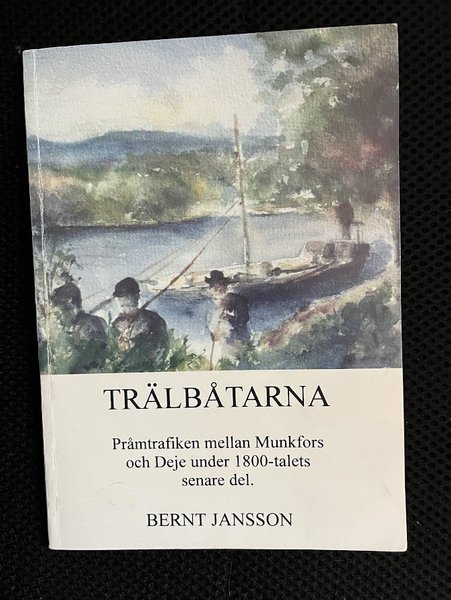 TRÄLBÅTARNA
Pråmtrafiken mellan Munkfors
och Deje under 1800-talets
senare del.
BERNT JANSSON